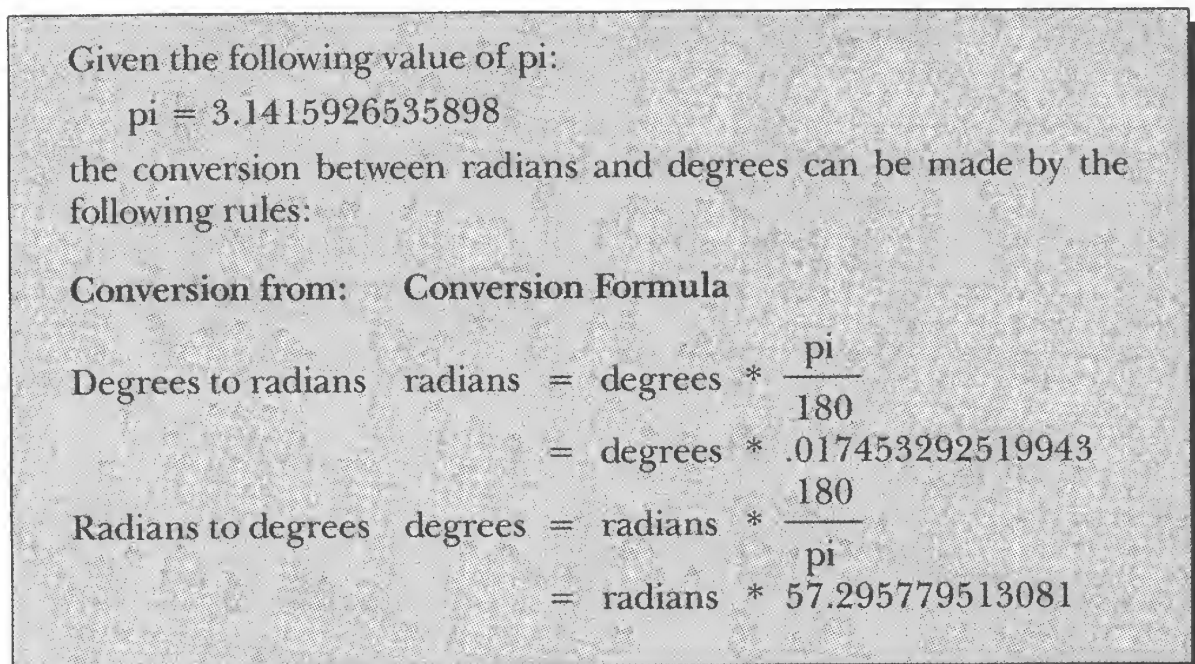 Given the following value of pi:
pi = 3.1415926535898
the conversion between radians and degrees can be made by the
following rules:
Conversion from: Conversion Formula
Degrees to radians radians = degrees * pi
180
= degrees * .017453292519943
Radians to degrees degrees = radians * 180
pi
= radians * 57.295779513081